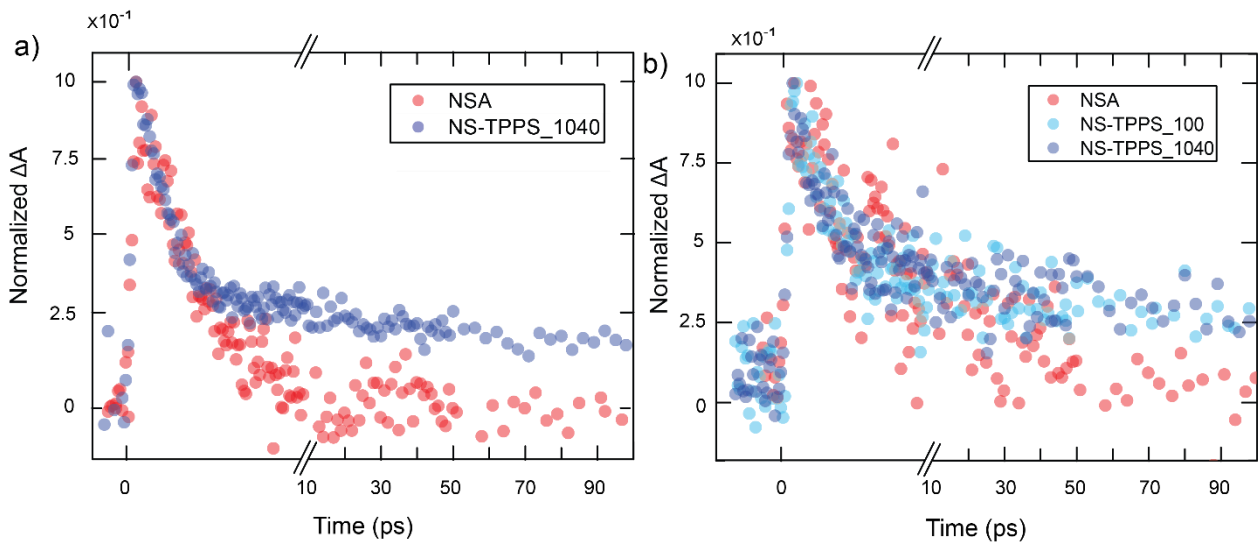 a)
x10⁻¹
10
7.5
5
2.5
0
Normalized ΔA
NSA
NS-TPPS_1040
0
10
30
50
70
90
Time (ps)
b)
x10⁻¹
10
7.5
5
2.5
0
Normalized ΔA
NSA
NS-TPPS_100
NS-TPPS_1040
0
10
30
50
70
90
Time (ps)